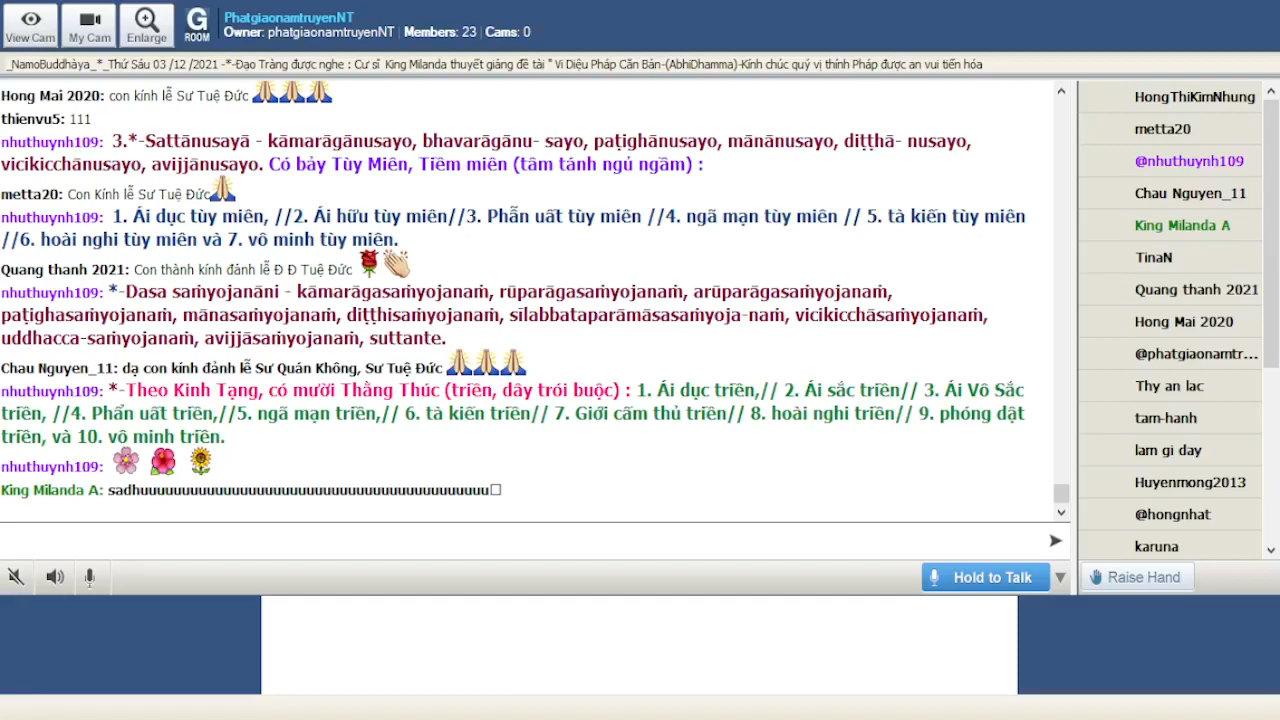 View Cam
My Cam
Enlarge
G
ROOM
PhatgiaonamtruyenNT
Owner: phatgiaonamtruyenNT | Members: 23 | Cams: 0
_NamoBuddhàya_*_Thứ Sáu 03 /12 /2021 -*-Đạo Tràng được nghe : Cư sĩ King Milanda thuyết giảng đề tài " Vi Diệu Pháp Căn Bản-(AbhiDhamma)-Kính chúc quý vị thính Pháp được an vui tiến hóa
Hong Mai 2020: con kính lễ Sư Tuệ Đức
thienvu5: 111
nhuthuynh109: 3.*-Sattānusayā - kāmarāgānusayo, bhavarāgānu- sayo, paṭighānusayo, mānānusayo, diṭṭhā- nusayo,
vicikicchānusayo, avijjānusayo. Có bảy Tùy Miên, Tiềm miên (tâm tánh ngủ ngầm) :
metta20: Con Kính lễ Sư Tuệ Đức
nhuthuynh109: 1. Ái dục tùy miên, //2. Ái hữu tùy miên//3. Phẫn uất tùy miên //4. ngã mạn tùy miên // 5. tà kiến tùy miên
//6. hoài nghi tùy miên và 7. vô minh tùy miên.
Quang thanh 2021: Con thành kính đảnh lễ Đ Đ Tuệ Đức
nhuthuynh109: *-Dasa saṁyojanāni - kāmarāgasaṁyojanaṁ, rūparāgasaṁyojanaṁ, arūparāgasaṁyojanaṁ,
paṭighasaṁyojanaṁ, mānasaṁyojanaṁ, diṭṭhisaṁyojanaṁ, sīlabbataparāmāsasaṁyoja-naṁ, vicikicchāsaṁyojanaṁ,
uddhacca-saṁyojanaṁ, avijjāsaṁyojanaṁ, suttante.
Chau Nguyen_11: dạ con kính đảnh lễ Sư Quán Không, Sư Tuệ Đức
nhuthuynh109: *-Theo Kinh Tạng, có mười Thằng Thúc (triền, dây trói buộc) : 1. Ái dục triền,// 2. Ái sắc triền// 3. Ái Vô Sắc
triền, //4. Phẩn uất triền,//5. ngã mạn triền,// 6. tà kiến triền// 7. Giới cấm thủ triền// 8. hoài nghi triền// 9. phóng dật
triền, và 10. vô minh triền.
nhuthuynh109:
King Milanda A: sadhuuuuuuuuuuuuuuuuuuuuuuuuuuuuuuuuuuuuuuuuuu
Hold to Talk
HongThiKimNhung
metta20
@nhuthuynh109
Chau Nguyen_11
King Milanda A
TinaN
Quang thanh 2021
Hong Mai 2020
@phatgiaonamtr...
Thy an lac
tam-hanh
lam gi day
Huyenmong2013
@hongnhat
karuna
Raise Hand